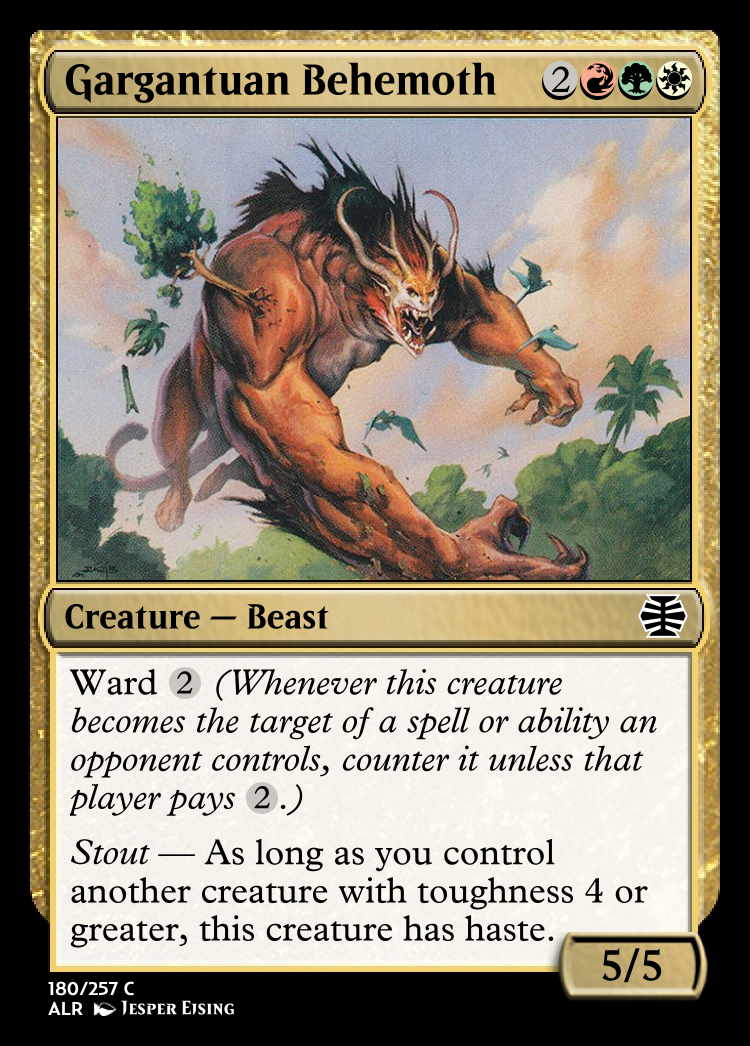 Gargantuan Behemoth 2
Creature — Beast
Ward 2 (Whenever this creature
becomes the target of a spell or ability an
opponent controls, counter it unless that
player pays 2.)
Stout — As long as you control
another creature with toughness 4 or
greater, this creature has haste.
5/5
180/257 C
ALR Jesper Ejsing